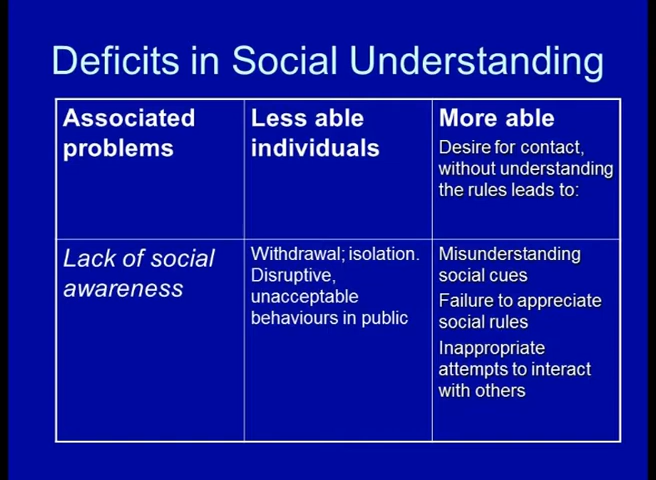 Deficits in Social Understanding
Associated
problems
Less able
individuals
More able
Desire for contact,
without understanding
the rules leads to:
Lack of social
awareness
Withdrawal; isolation.
Disruptive,
unacceptable
behaviours in public
Misunderstanding
social cues
Failure to appreciate
social rules
Inappropriate
attempts to interact
with others